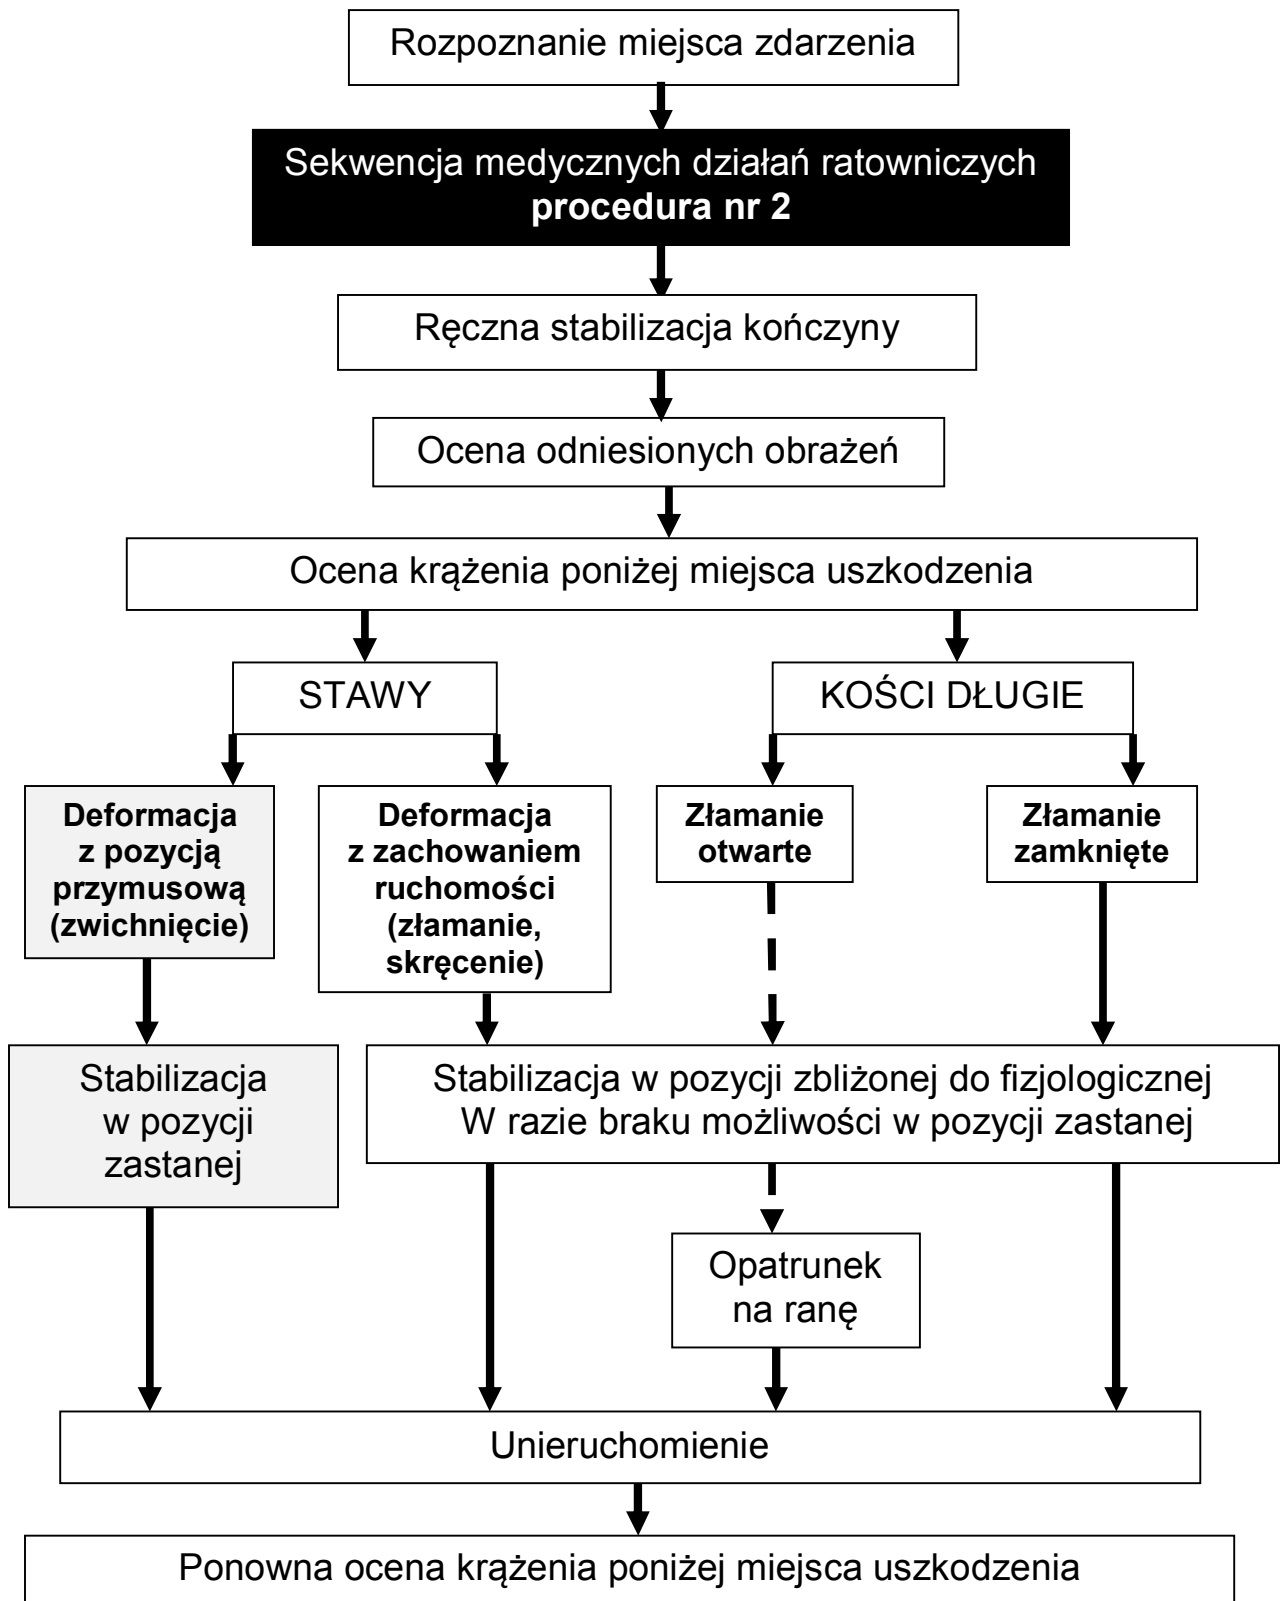 Rozpoznanie miejsca zdarzenia
Sekwencja medycznych działań ratowniczych
procedura nr 2
Ręczna stabilizacja kończyny
Ocena odniesionych obrażeń
Ocena krążenia poniżej miejsca uszkodzenia
STAWY
KOŚCI DŁUGIE
Deformacja
z pozycją
przymusową
(zwichnięcie)
Deformacja
z zachowaniem
ruchomości
(złamanie,
skręcenie)
Złamanie
otwarte
Złamanie
zamknięte
Stabilizacja
w pozycji
zastanej
Stabilizacja w pozycji zbliżonej do fizjologicznej
W razie braku możliwości w pozycji zastanej
Opatrunek
na ranę
Unieruchomienie
Ponowna ocena krążenia poniżej miejsca uszkodzenia